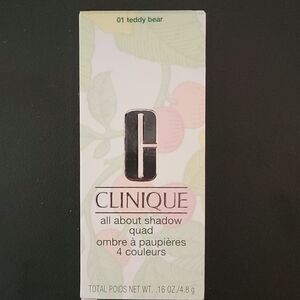 01 teddy bear
CLINIQUE
all about shadow
quad
ombre à paupières
4 couleurs
TOTAL POIDS NET WT. .16 OZ./4.8 g